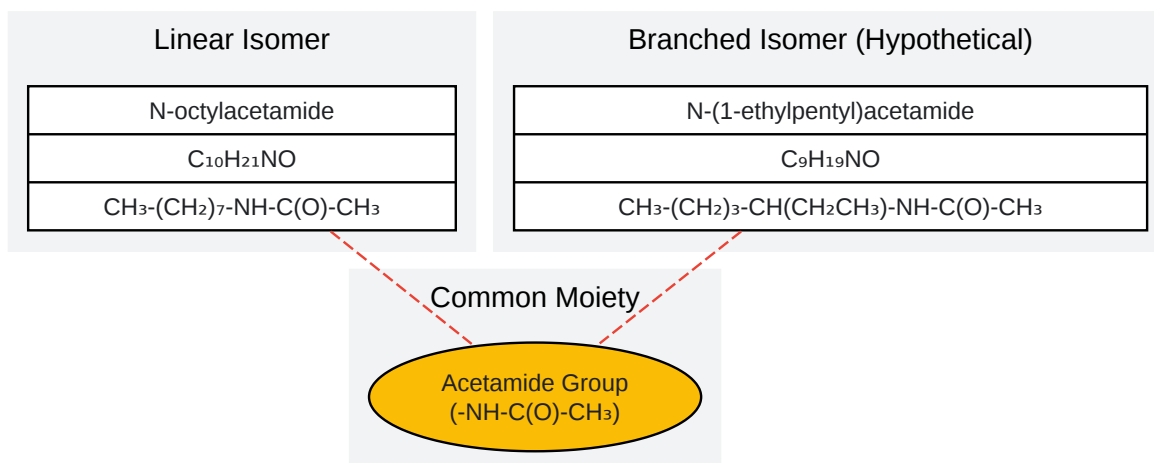 Linear Isomer
N-octylacetamide
C₁₀H₂₁NO
CH₃-(CH₂)₇-NH-C(O)-CH₃
Branched Isomer (Hypothetical)
N-(1-ethylpentyl)acetamide
C₉H₁₉NO
CH₃-(CH₂)₃-CH(CH₂CH₃)-NH-C(O)-CH₃
Common Moiety
Acetamide Group
(-NH-C(O)-CH₃)